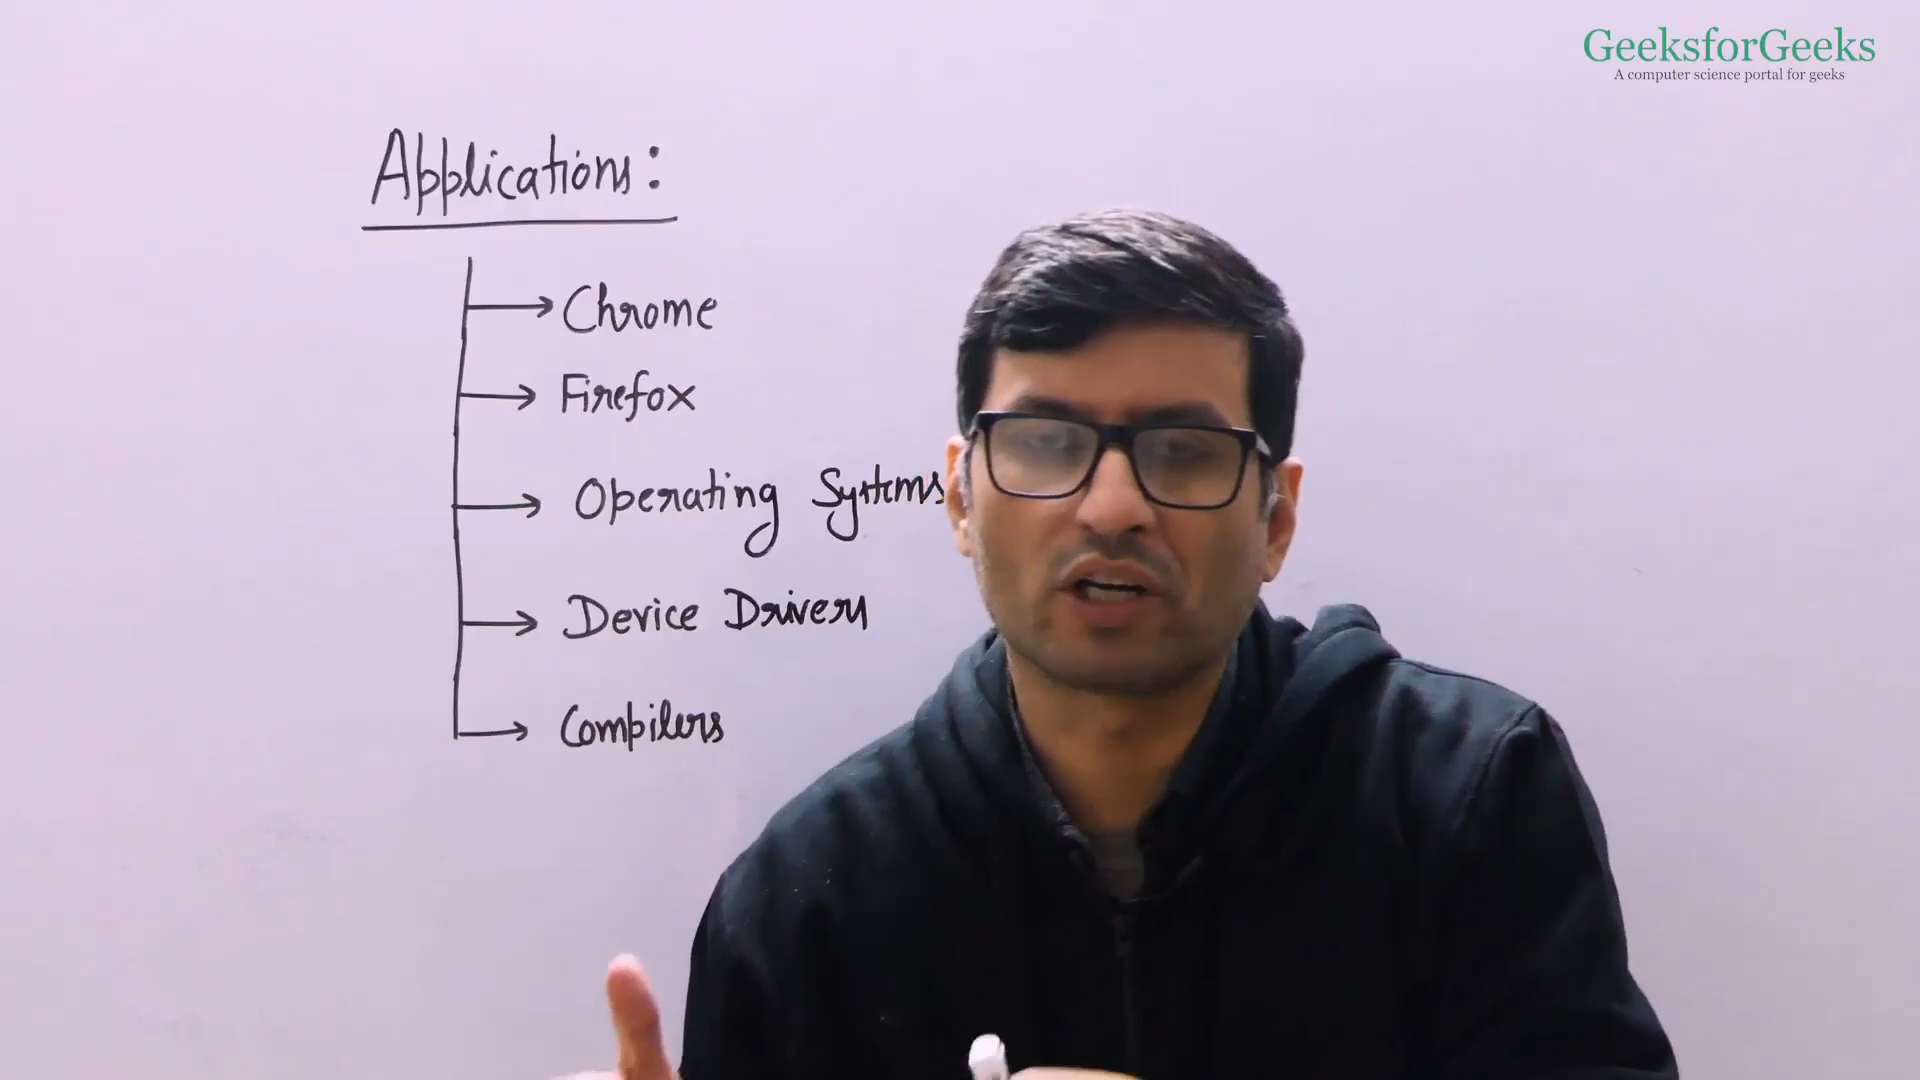 GeeksforGeeks
A computer science portal for geeks
Applications:
Chrome
Firefox
Operating Systems
Device Drivers
Compilers